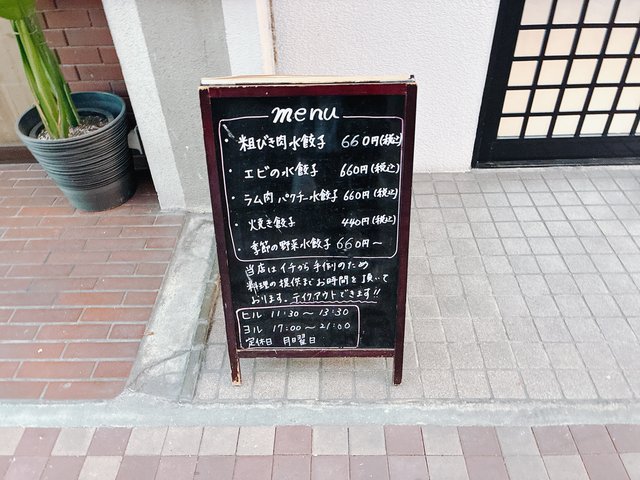 menu
・粗びき肉水餃子 660円(税込)
・エビの水餃子 660円(税込)
・ラム肉パクチー水餃子 660円(税込)
・焼き餃子 440円(税込)
・季節の野菜水餃子 660円～
当店はイチから手作りのため
料理の提供までお時間を頂いて
おります。テイクアウトできます!!
ヒル 11:30～13:30
ヨル 17:00～21:00
定休日 月曜日